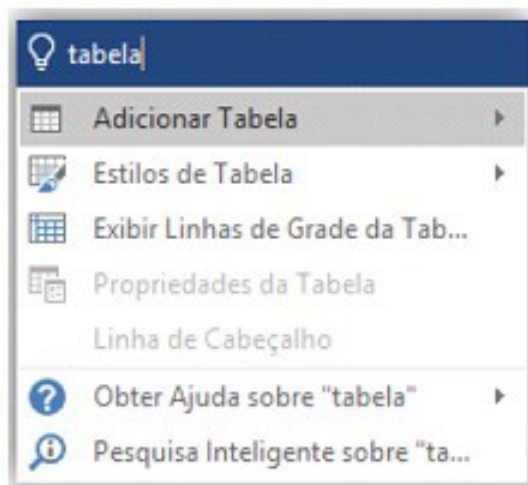 tabela
Adicionar Tabela
Estilos de Tabela
Exibir Linhas de Grade da Tab...
Propriedades da Tabela
Linha de Cabeçalho
Obter Ajuda sobre "tabela"
Pesquisa Inteligente sobre "ta...